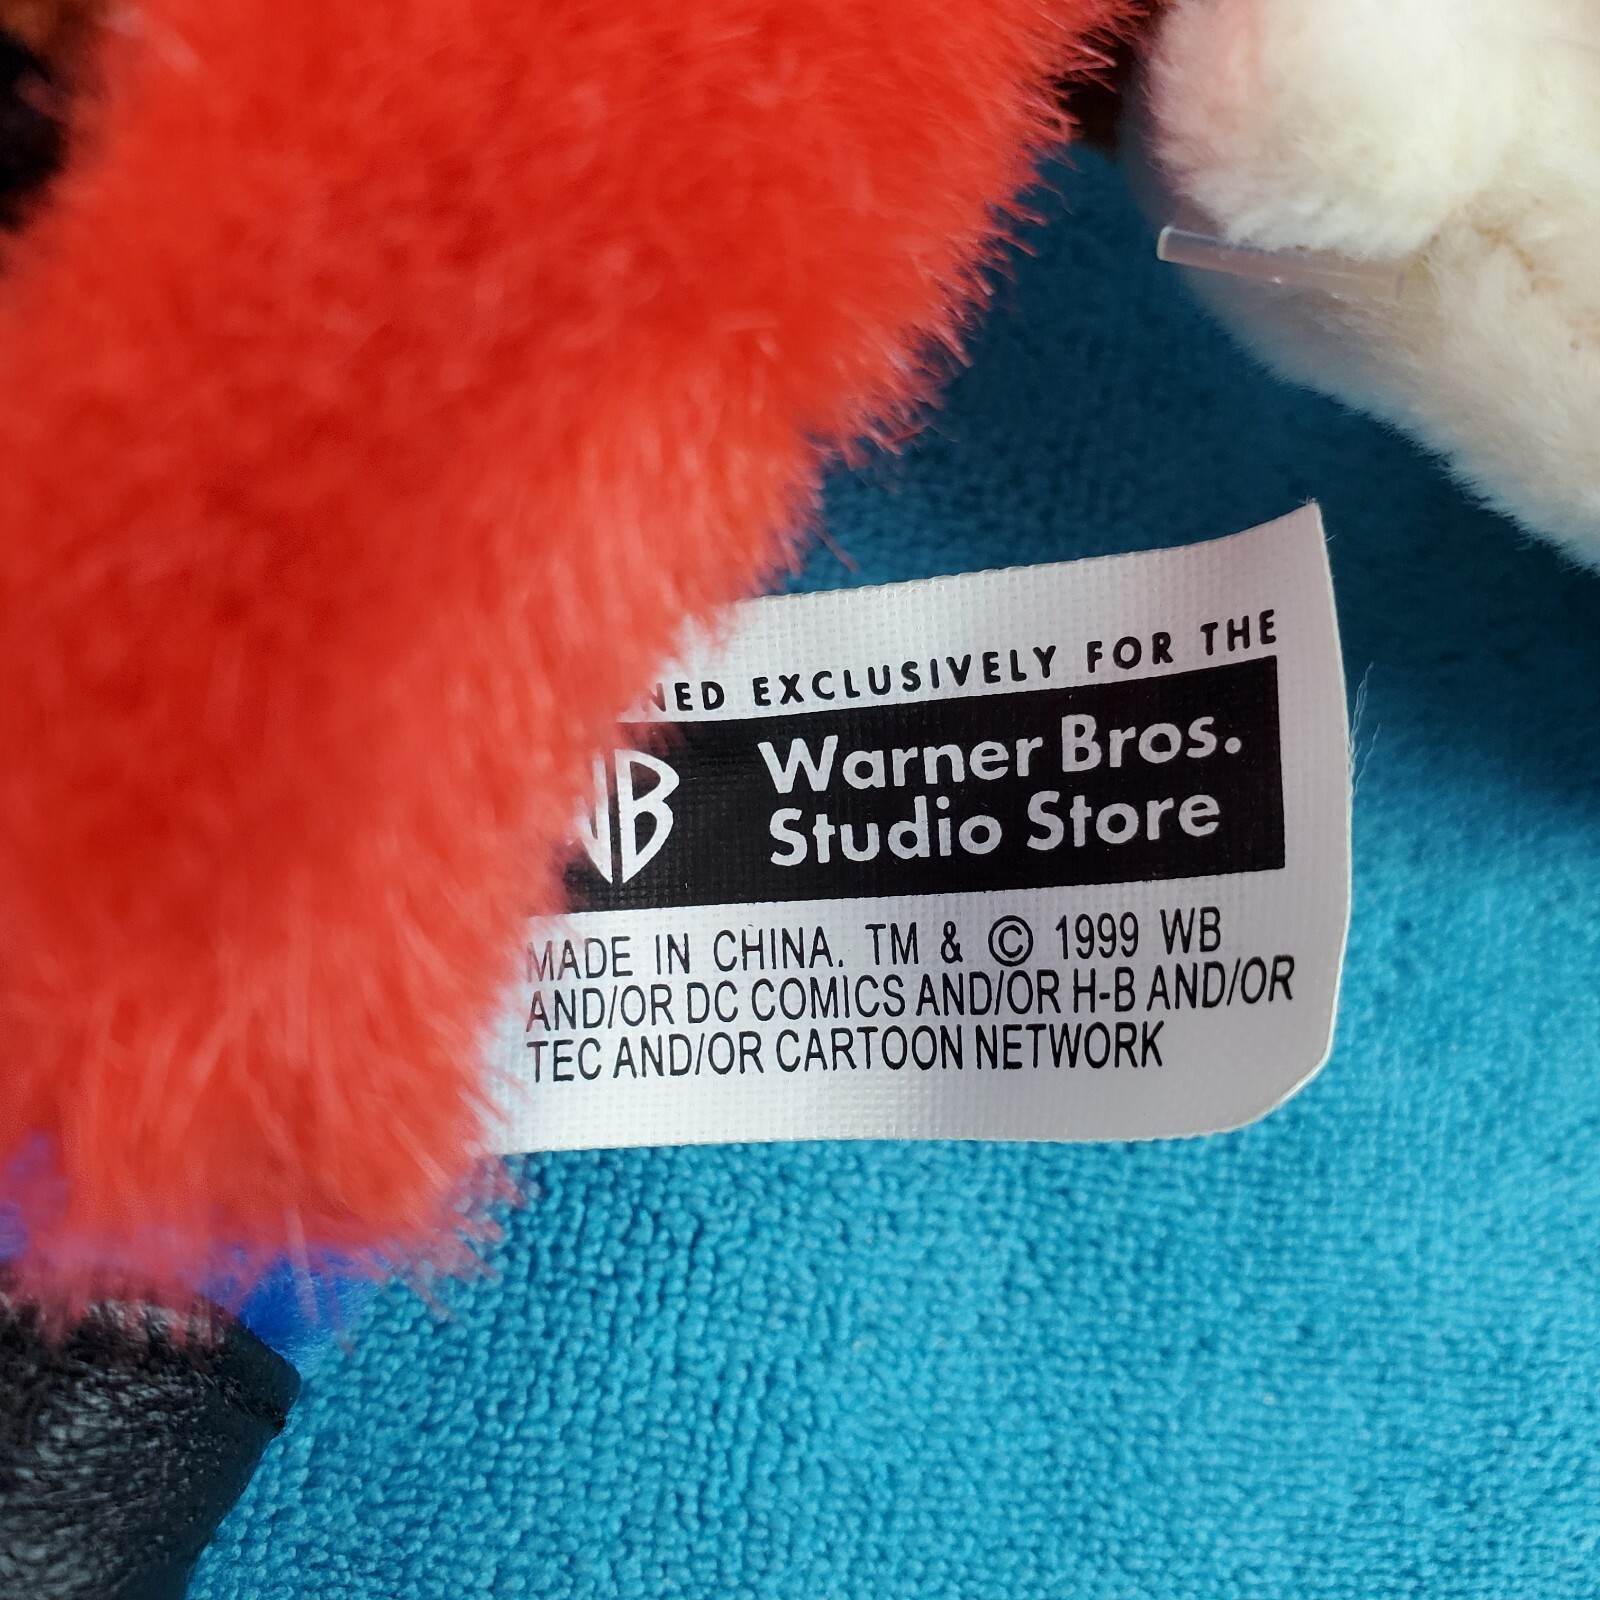 EXCLUSIVELY FOR THE
Warner Bros.
Studio Store
MADE IN CHINA. TM & © 1999 WB
AND/OR DC COMICS AND/OR H-B AND/OR
TEC AND/OR CARTOON NETWORK